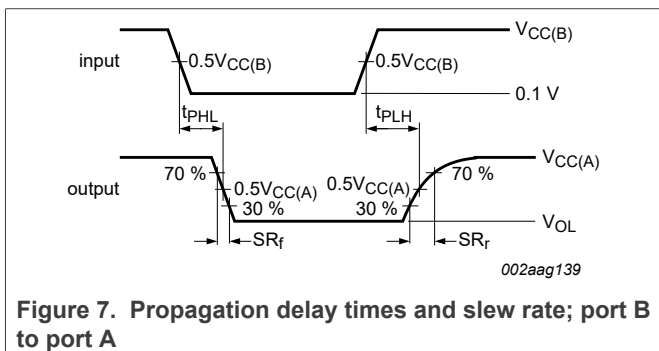 V_CC(B)
input
0.5V_CC(B)
0.5V_CC(B)
0.1 V
t_PHL
t_PLH
V_CC(A)
70 %
70 %
output
0.5V_CC(A)
0.5V_CC(A)
30 %
30 %
V_OL
SR_f
SR_r
002aag139
Figure 7. Propagation delay times and slew rate; port B
to port A